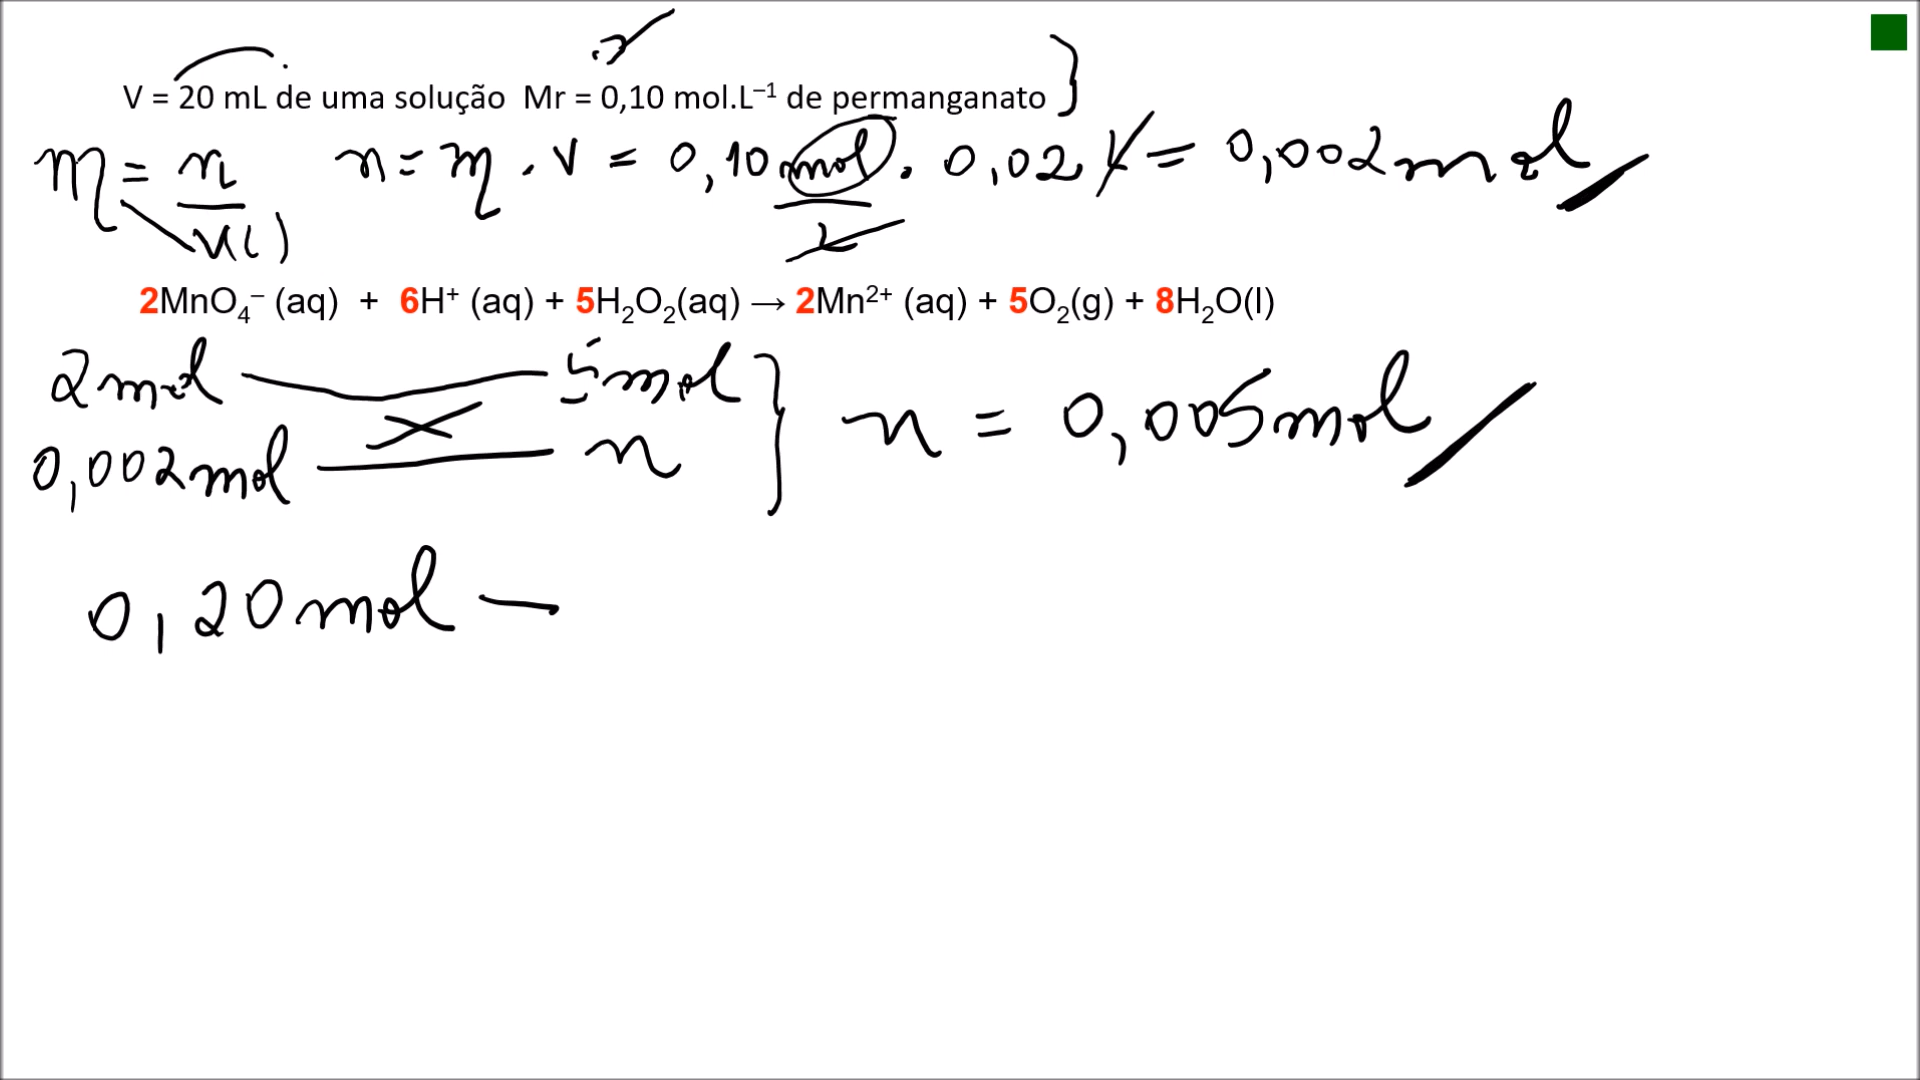 V = 20 mL de uma solução Mr = 0,10 mol.L⁻¹ de permanganato }
η = n/V(L) n = η . V = 0,10 mol/L . 0,02 L = 0,002 mol
2MnO₄⁻ (aq) + 6H⁺ (aq) + 5H₂O₂(aq) → 2Mn²⁺ (aq) + 5O₂(g) + 8H₂O(l)
2 mol — 5 mol
0,002 mol — n } n = 0,005 mol
0,20 mol —